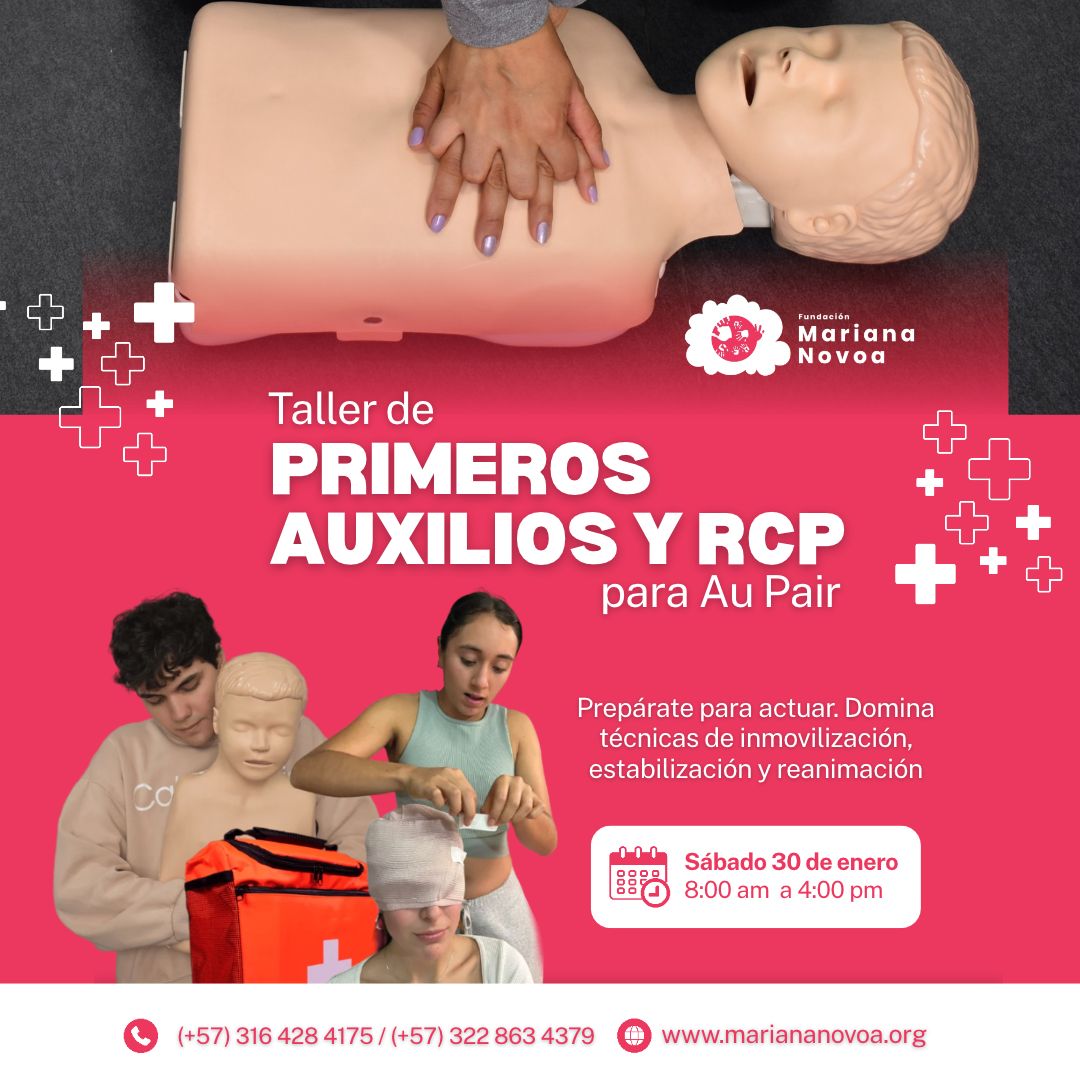 Fundación
Mariana
Novoa
Taller de
PRIMEROS
AUXILIOS Y RCP
para Au Pair
Prepárate para actuar. Domina
técnicas de inmovilización,
estabilización y reanimación
Sábado 30 de enero
8:00 am a 4:00 pm
Ca
(+57) 316 428 4175 / (+57) 322 863 4379
www.mariananovoa.org